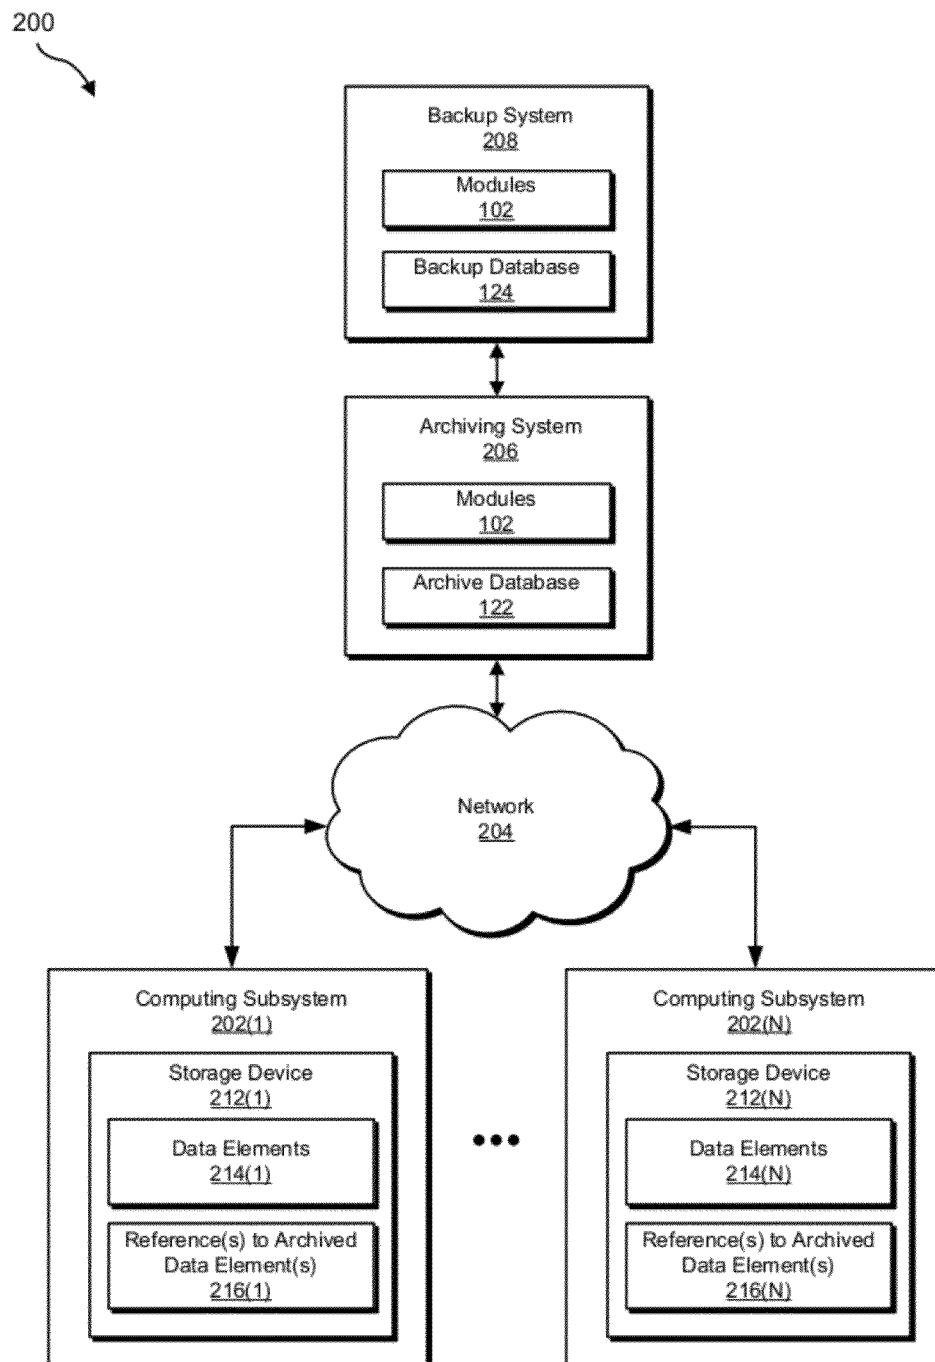 200
Backup System
208
Modules
102
Backup Database
124
Archiving System
206
Modules
102
Archive Database
122
Network
204
Computing Subsystem
202(1)
Storage Device
212(1)
Data Elements
214(1)
Reference(s) to Archived
Data Element(s)
216(1)
Computing Subsystem
202(N)
Storage Device
212(N)
Data Elements
214(N)
Reference(s) to Archived
Data Element(s)
216(N)